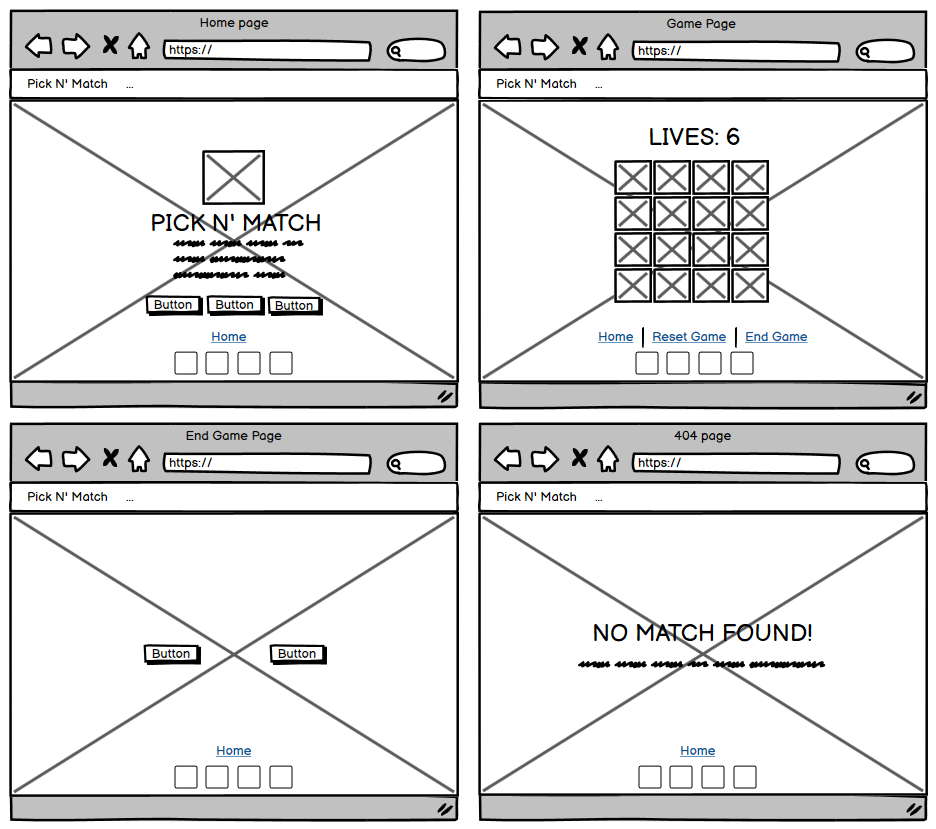 Home page
https://
Pick N' Match ...
PICK N' MATCH
Button Button Button
Home
Game Page
https://
Pick N' Match ...
LIVES: 6
Home Reset Game End Game
End Game Page
https://
Pick N' Match ...
Button Button
Home
404 page
https://
Pick N' Match ...
NO MATCH FOUND!
Home